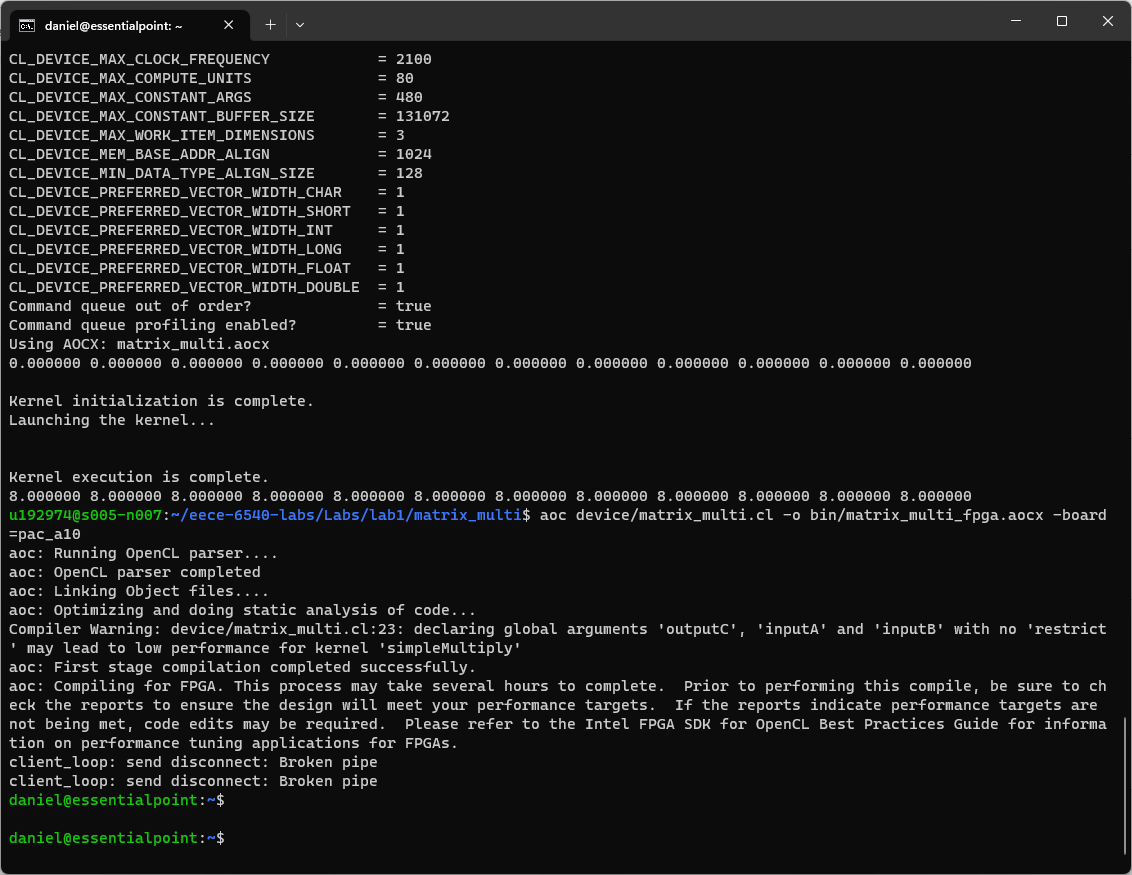 daniel@essentialpoint: ~
CL_DEVICE_MAX_CLOCK_FREQUENCY = 2100
CL_DEVICE_MAX_COMPUTE_UNITS = 80
CL_DEVICE_MAX_CONSTANT_ARGS = 480
CL_DEVICE_MAX_CONSTANT_BUFFER_SIZE = 131072
CL_DEVICE_MAX_WORK_ITEM_DIMENSIONS = 3
CL_DEVICE_MEM_BASE_ADDR_ALIGN = 1024
CL_DEVICE_MIN_DATA_TYPE_ALIGN_SIZE = 128
CL_DEVICE_PREFERRED_VECTOR_WIDTH_CHAR = 1
CL_DEVICE_PREFERRED_VECTOR_WIDTH_SHORT = 1
CL_DEVICE_PREFERRED_VECTOR_WIDTH_INT = 1
CL_DEVICE_PREFERRED_VECTOR_WIDTH_LONG = 1
CL_DEVICE_PREFERRED_VECTOR_WIDTH_FLOAT = 1
CL_DEVICE_PREFERRED_VECTOR_WIDTH_DOUBLE = 1
Command queue out of order? = true
Command queue profiling enabled? = true
Using AOCX: matrix_multi.aocx
0.000000 0.000000 0.000000 0.000000 0.000000 0.000000 0.000000 0.000000 0.000000 0.000000 0.000000 0.000000
Kernel initialization is complete.
Launching the kernel...
Kernel execution is complete.
8.000000 8.000000 8.000000 8.000000 8.000000 8.000000 8.000000 8.000000 8.000000 8.000000 8.000000 8.000000
u192974@s005-n007:~/eece-6540-labs/Labs/lab1/matrix_multi$ aoc device/matrix_multi.cl -o bin/matrix_multi_fpga.aocx -board
=pac_a10
aoc: Running OpenCL parser....
aoc: OpenCL parser completed
aoc: Linking Object files....
aoc: Optimizing and doing static analysis of code...
Compiler Warning: device/matrix_multi.cl:23: declaring global arguments 'outputC', 'inputA' and 'inputB' with no 'restrict
' may lead to low performance for kernel 'simpleMultiply'
aoc: First stage compilation completed successfully.
aoc: Compiling for FPGA. This process may take several hours to complete.  Prior to performing this compile, be sure to ch
eck the reports to ensure the design will meet your performance targets.  If the reports indicate performance targets are
not being met, code edits may be required.  Please refer to the Intel FPGA SDK for OpenCL Best Practices Guide for informa
tion on performance tuning applications for FPGAs.
client_loop: send disconnect: Broken pipe
client_loop: send disconnect: Broken pipe
daniel@essentialpoint:~$
daniel@essentialpoint:~$